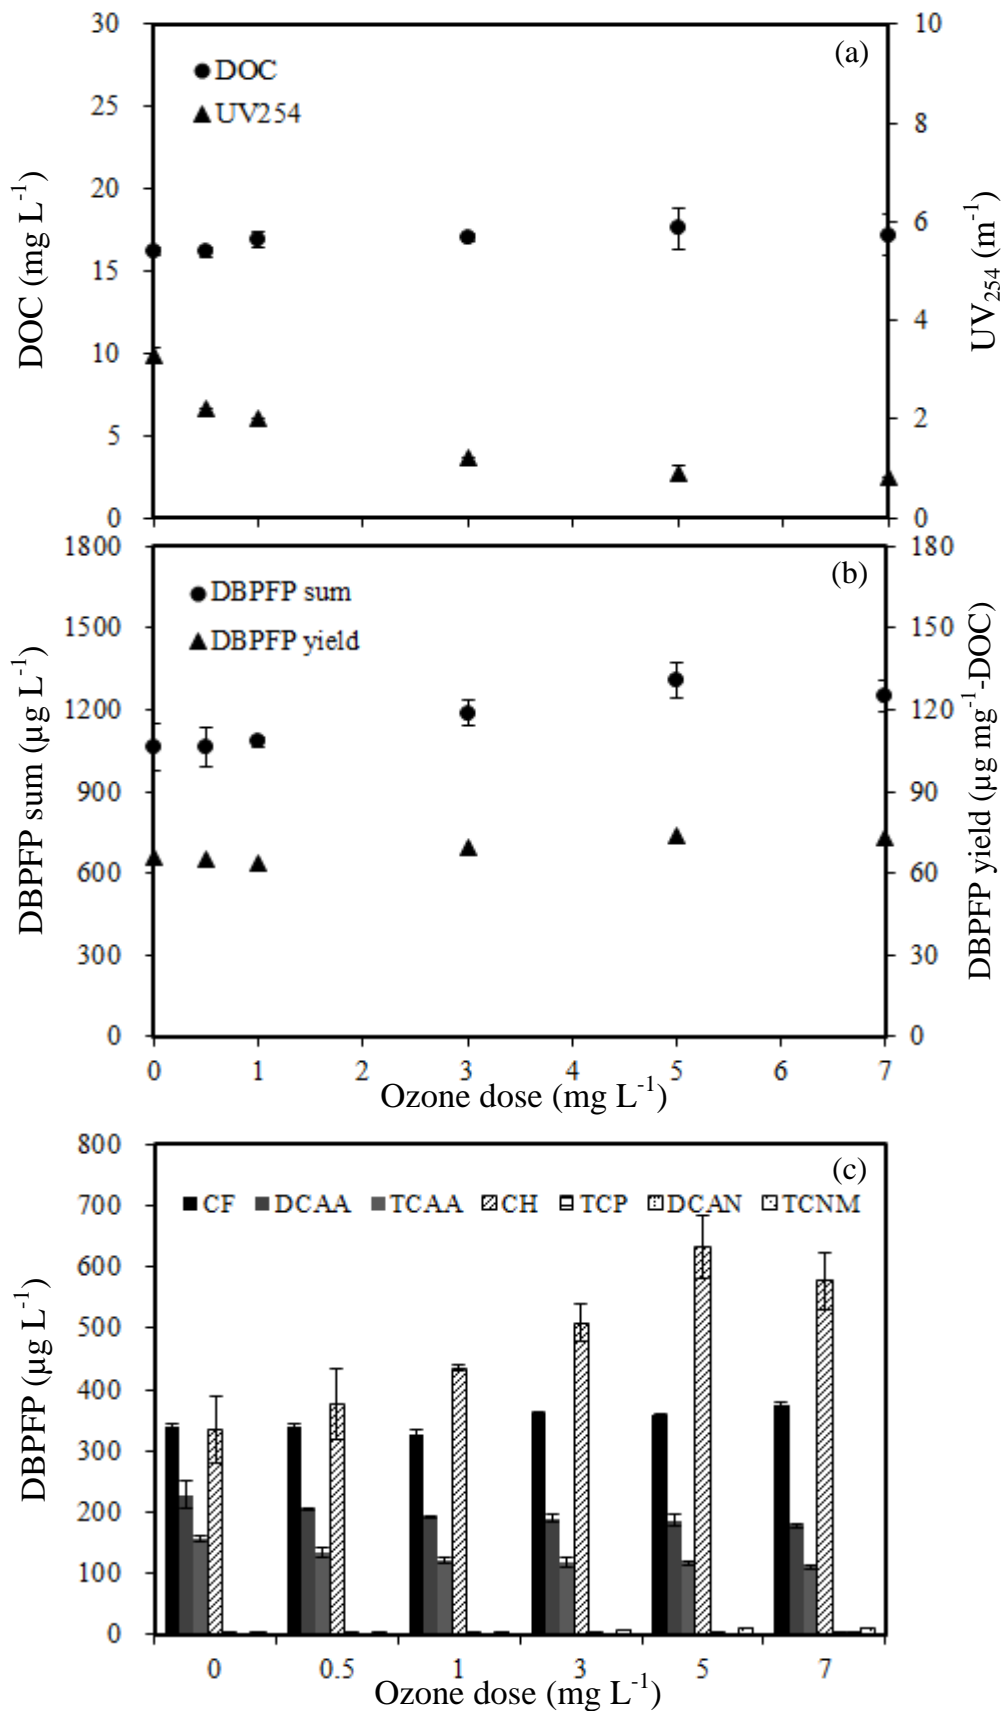 (a)
DOC
UV254
30
25
20
15
10
5
0
10
8
6
4
2
0
DOC (mg L⁻¹)
UV₂₅₄ (m⁻¹)
(b)
DBPFP sum
DBPFP yield
1800
1500
1200
900
600
300
0
180
150
120
90
60
30
0
DBPFP sum (µg L⁻¹)
DBPFP yield (µg mg⁻¹-DOC)
0 1 2 3 4 5 6 7
Ozone dose (mg L⁻¹)
(c)
CF DCAA TCAA CH TCP DCAN TCNM
800
700
600
500
400
300
200
100
0
DBPFP (µg L⁻¹)
0 0.5 1 3 5 7
Ozone dose (mg L⁻¹)